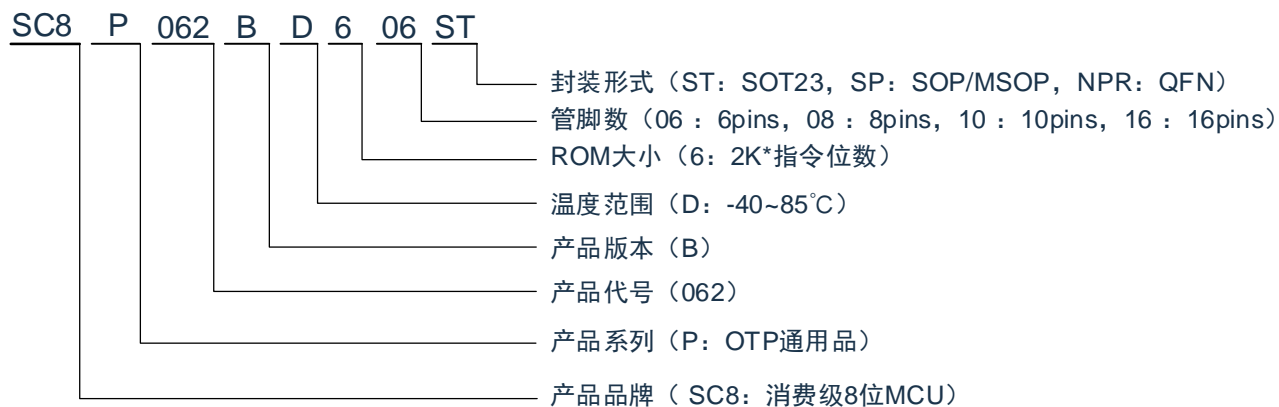 SC8 P 062 B D 6 06 ST
封装形式（ST：SOT23，SP：SOP/MSOP，NPR：QFN）
管脚数（06 ：6pins，08 ：8pins，10 ：10pins，16 ：16pins）
ROM大小（6：2K*指令位数）
温度范围（D：-40~85℃）
产品版本（B）
产品代号（062）
产品系列（P：OTP通用品）
产品品牌（ SC8：消费级8位MCU）